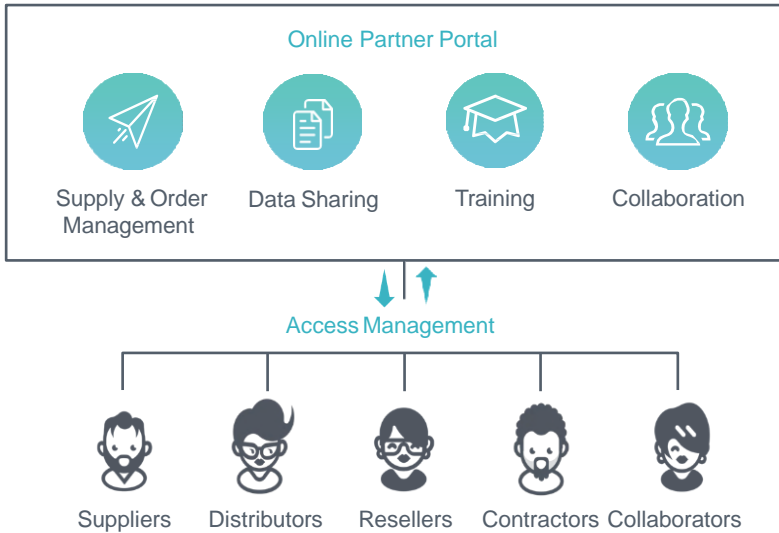 Online Partner Portal
Supply & Order
Management
Data Sharing
Training
Collaboration
Access Management
Suppliers
Distributors
Resellers
Contractors
Collaborators